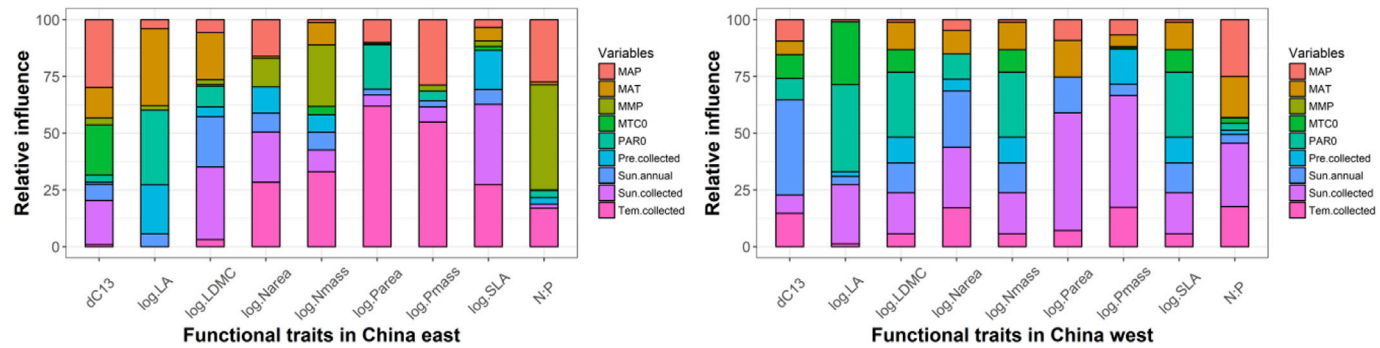 Relative influence
100
75
50
25
0
dC13
log.LA
log.LDMC
log.Narea
log.Nmass
log.Parea
log.Pmass
log.SLA
N:P
Functional traits in China east
Variables
MAP
MAT
MMP
MTC0
PAR0
Pre.collected
Sun.annual
Sun.collected
Tem.collected
Relative influence
100
75
50
25
0
dC13
log.LA
log.LDMC
log.Narea
log.Nmass
log.Parea
log.Pmass
log.SLA
N:P
Functional traits in China west
Variables
MAP
MAT
MMP
MTC0
PAR0
Pre.collected
Sun.annual
Sun.collected
Tem.collected